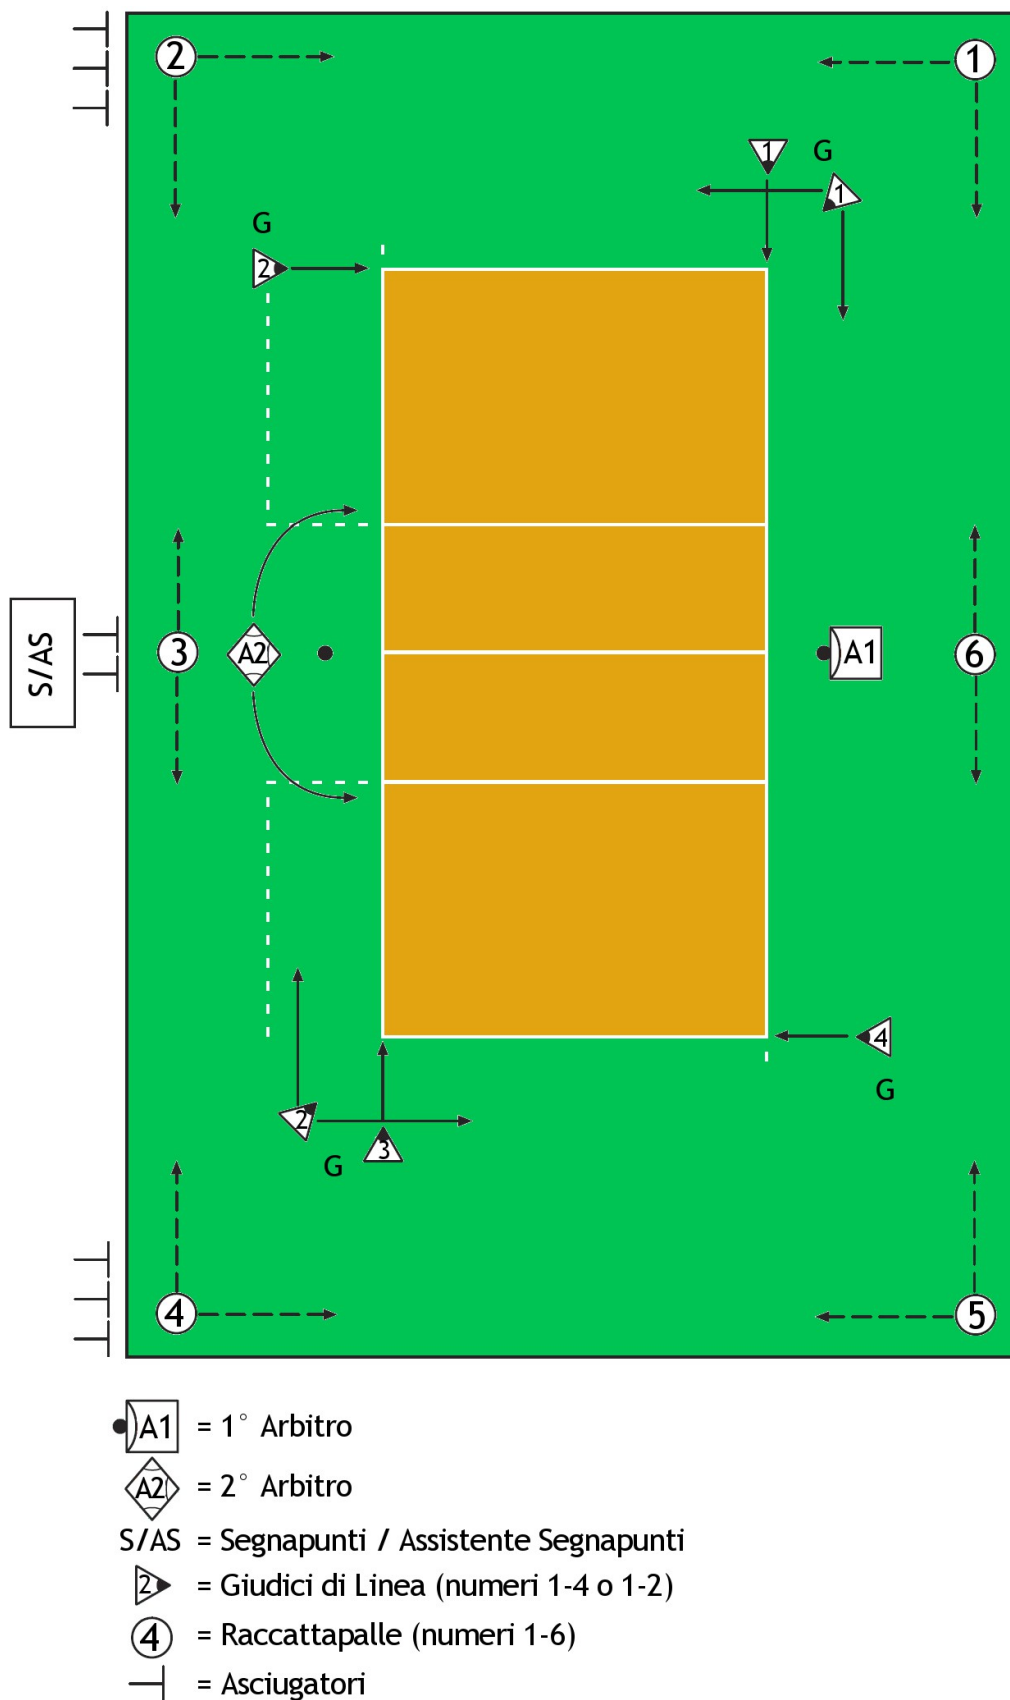 2
1
1
G
1
G
2
S/AS
3
A2
A1
6
4
G
2
3
G
4
5
A1 = 1° Arbitro
A2 = 2° Arbitro
S/AS = Segnapunti / Assistente Segnapunti
2 = Giudici di Linea (numeri 1-4 o 1-2)
4 = Raccattapalle (numeri 1-6)
= Asciugatori